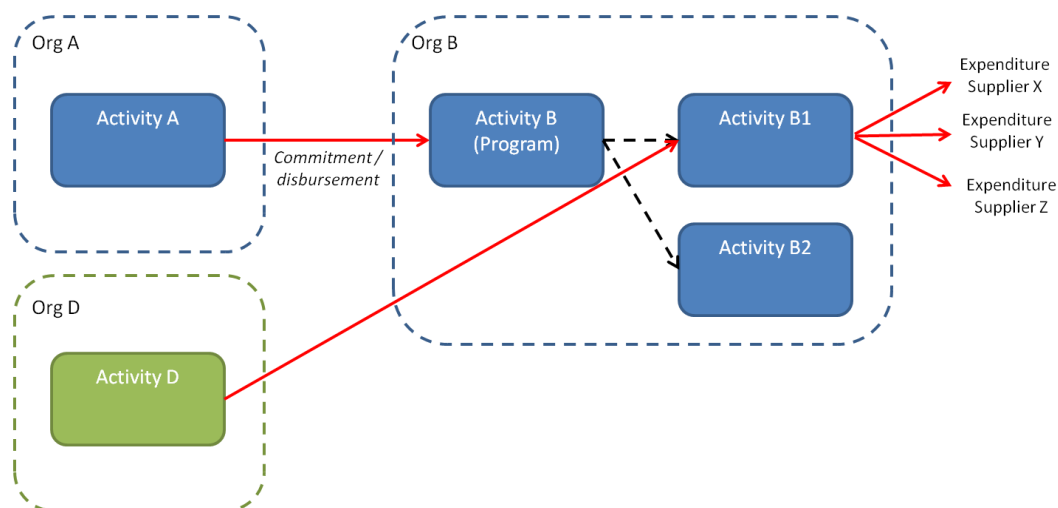 Org A
Activity A
Commitment /
disbursement
Org B
Activity B
(Program)
Activity B1
Activity B2
Expenditure
Supplier X
Expenditure
Supplier Y
Expenditure
Supplier Z
Org D
Activity D